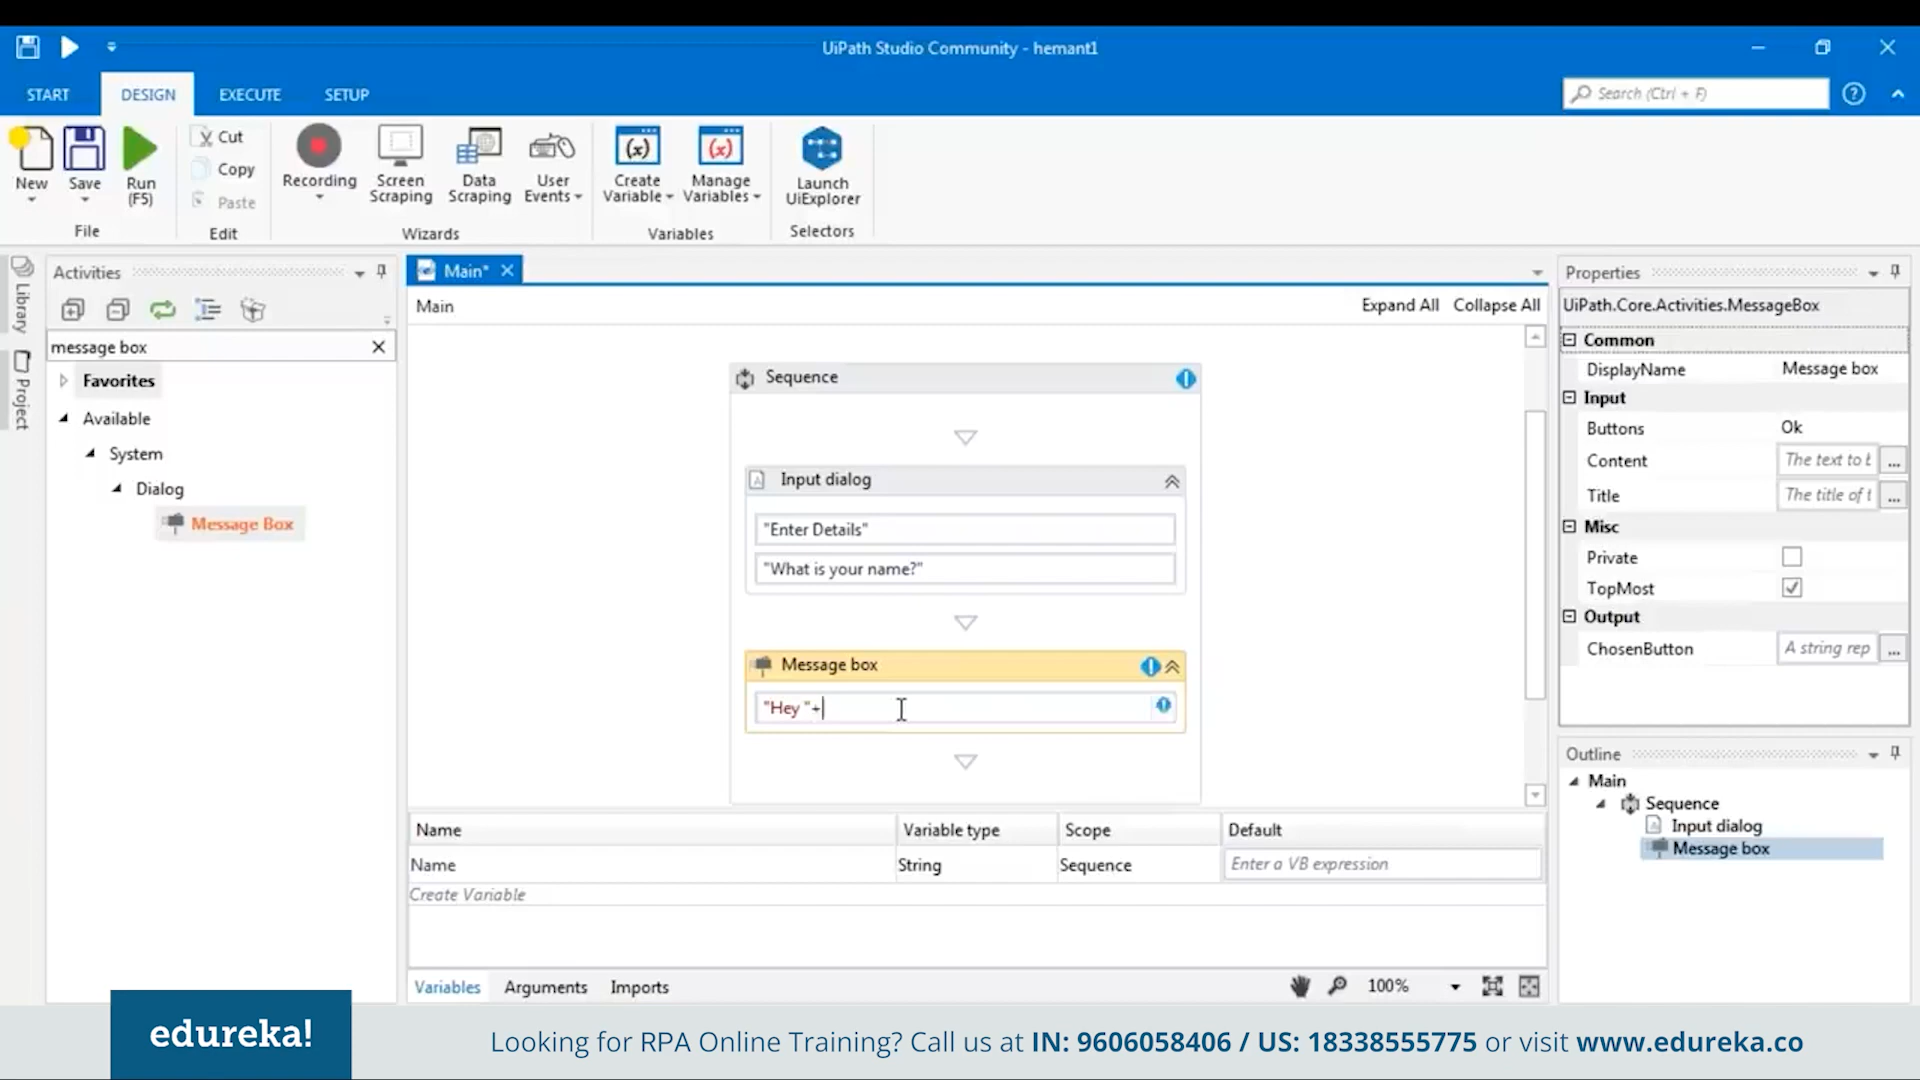 UiPath Studio Community - hemant1
START DESIGN EXECUTE SETUP
Search (Ctrl + F)
New
Save
Run
(F5)
File
Cut
Copy
Paste
Edit
Recording
Screen
Scraping
Data
Scraping
User
Events
Wizards
Create
Variable
Manage
Variables
Variables
Launch
UiExplorer
Selectors
Library
Project
Activities
message box
Favorites
Available
System
Dialog
Message Box
Main*
Main
Expand All Collapse All
Sequence
Input dialog
"Enter Details"
"What is your name?"
Message box
"Hey "+
Name Variable type Scope Default
Name String Sequence Enter a VB expression
Create Variable
Variables Arguments Imports
100%
Properties
UiPath.Core.Activities.MessageBox
Common
DisplayName Message box
Input
Buttons Ok
Content The text to t ...
Title The title of t ...
Misc
Private
TopMost
Output
ChosenButton A string rep ...
Outline
Main
Sequence
Input dialog
Message box
edureka!
Looking for RPA Online Training? Call us at IN: 9606058406 / US: 18338555775 or visit www.edureka.co